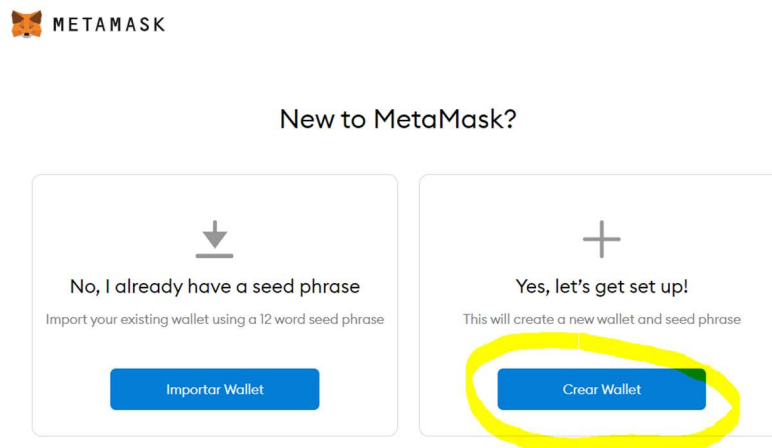 METAMASK
New to MetaMask?
No, I already have a seed phrase
Import your existing wallet using a 12 word seed phrase
Importar Wallet
Yes, let's get set up!
This will create a new wallet and seed phrase
Crear Wallet